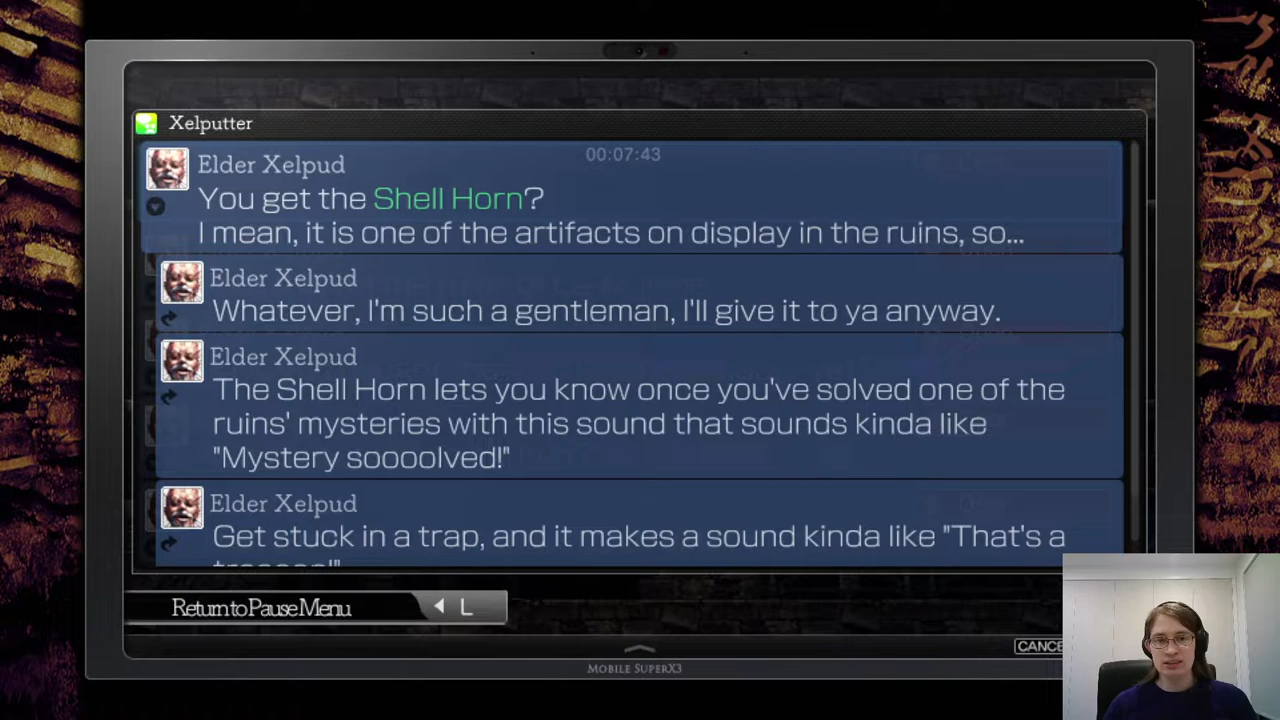 Xelputter
Elder Xelpud
00:07:43
You get the Shell Horn?
I mean, it is one of the artifacts on display in the ruins, so...
Elder Xelpud
Whatever, I'm such a gentleman, I'll give it to ya anyway.
Elder Xelpud
The Shell Horn lets you know once you've solved one of the
ruins' mysteries with this sound that sounds kinda like
"Mystery soooolved!"
Elder Xelpud
Get stuck in a trap, and it makes a sound kinda like "That's a
Return to Pause Menu
L
CANCE
MOBILE SUPERX3